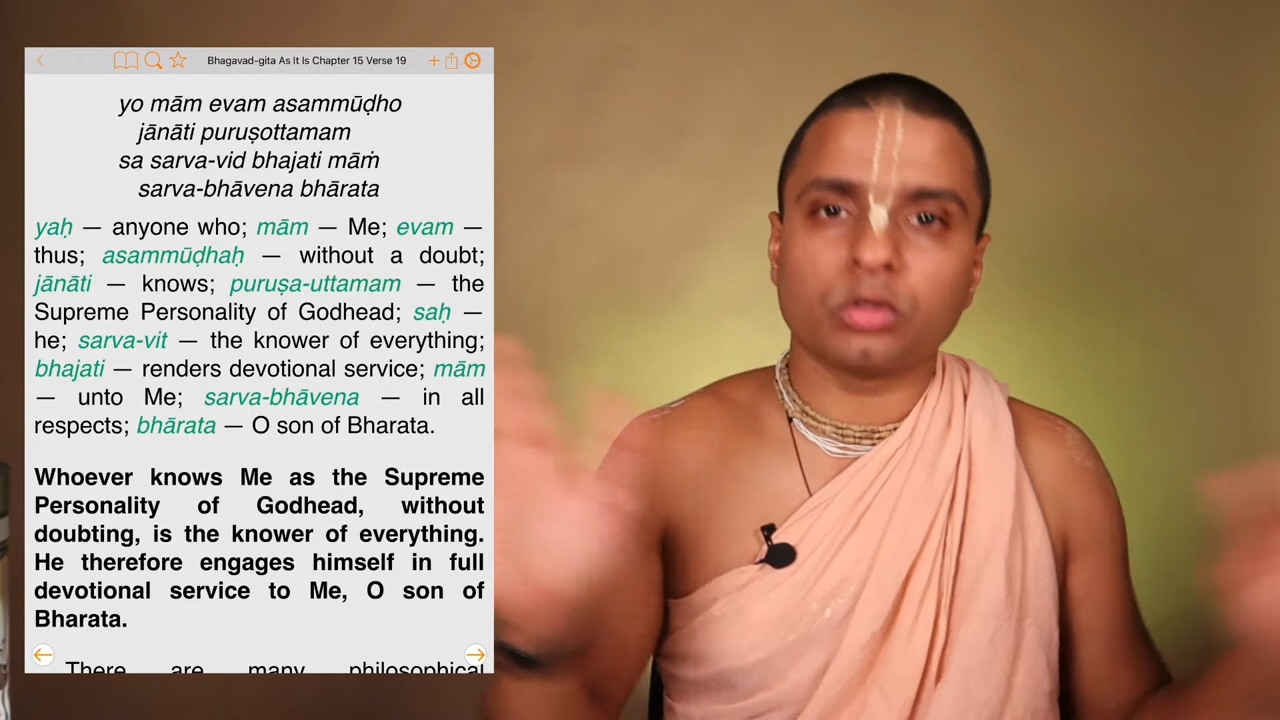 Bhagavad-gita As It Is Chapter 15 Verse 19
yo mām evam asammūḍho
jānāti puruṣottamam
sa sarva-vid bhajati māṁ
sarva-bhāvena bhārata
yaḥ — anyone who; mām — Me; evam —
thus; asammūḍhaḥ — without a doubt;
jānāti — knows; puruṣa-uttamam — the
Supreme Personality of Godhead; saḥ —
he; sarva-vit — the knower of everything;
bhajati — renders devotional service; mām
— unto Me; sarva-bhāvena — in all
respects; bhārata — O son of Bharata.
Whoever knows Me as the Supreme
Personality of Godhead, without
doubting, is the knower of everything.
He therefore engages himself in full
devotional service to Me, O son of
Bharata.
There are many philosophical